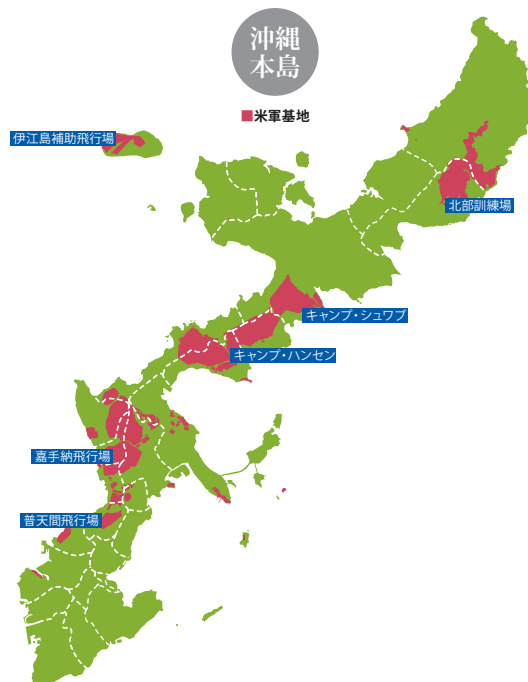 沖縄
本島
■米軍基地
伊江島補助飛行場
北部訓練場
キャンプ・シュワブ
キャンプ・ハンセン
嘉手納飛行場
普天間飛行場